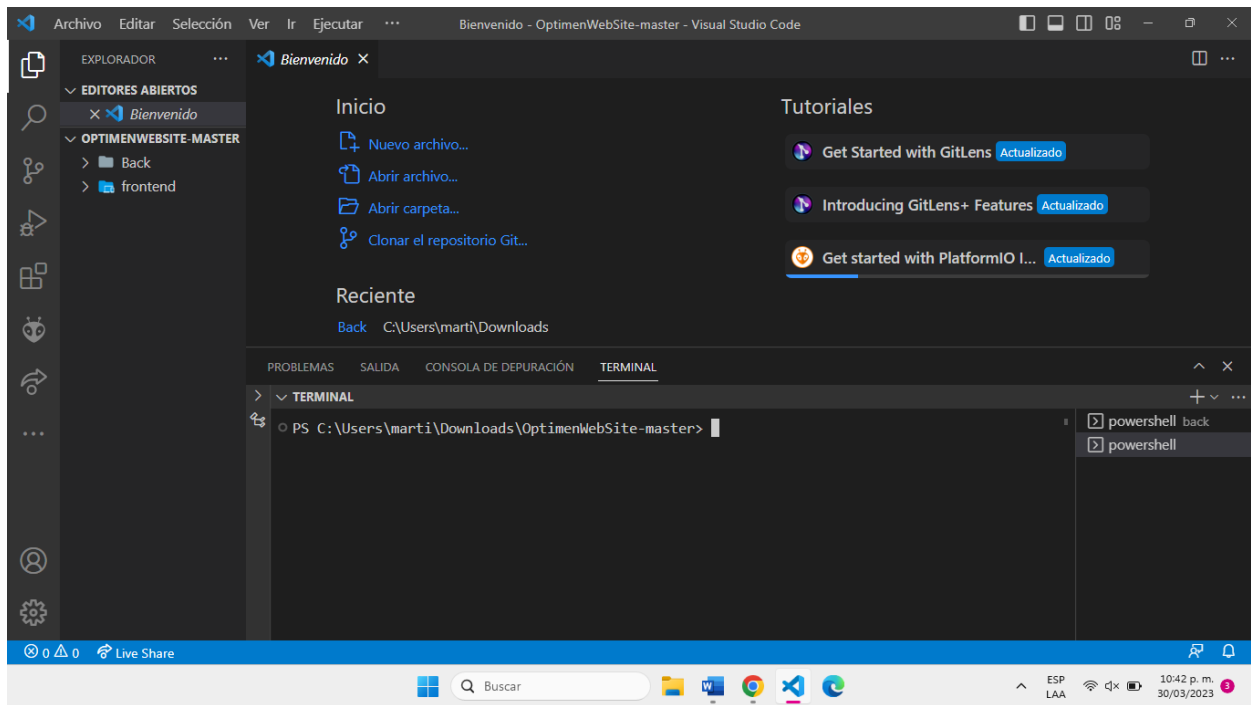 Archivo Editar Selección Ver Ir Ejecutar ··· Bienvenido - OptimenWebSite-master - Visual Studio Code
EXPLORADOR ···
EDITORES ABIERTOS
Bienvenido
OPTIMENWEBSITE-MASTER
Back
frontend
Bienvenido
Inicio
Nuevo archivo...
Abrir archivo...
Abrir carpeta...
Clonar el repositorio Git...
Reciente
Back C:\Users\marti\Downloads
Tutoriales
Get Started with GitLens Actualizado
Introducing GitLens+ Features Actualizado
Get started with PlatformIO I... Actualizado
PROBLEMAS SALIDA CONSOLA DE DEPURACIÓN TERMINAL
TERMINAL
PS C:\Users\marti\Downloads\OptimenWebSite-master>
powershell back
powershell
0 0 Live Share
Buscar
ESP
LAA
10:42 p. m.
30/03/2023
3